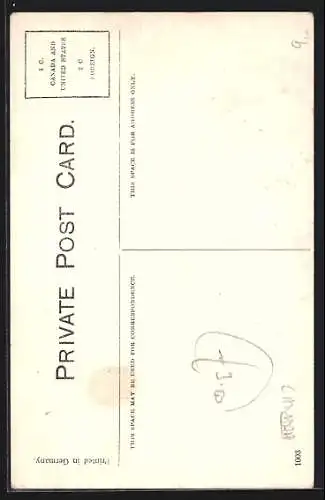 PRIVATE POST CARD.
1 C.
CANADA AND
UNITED STATES
2 C
FOREIGN.
THIS SPACE MAY BE USED FOR CORRESPONDENCE.
THIS SPACE IS FOR ADDRESS ONLY.
Printed in Germany.
1003